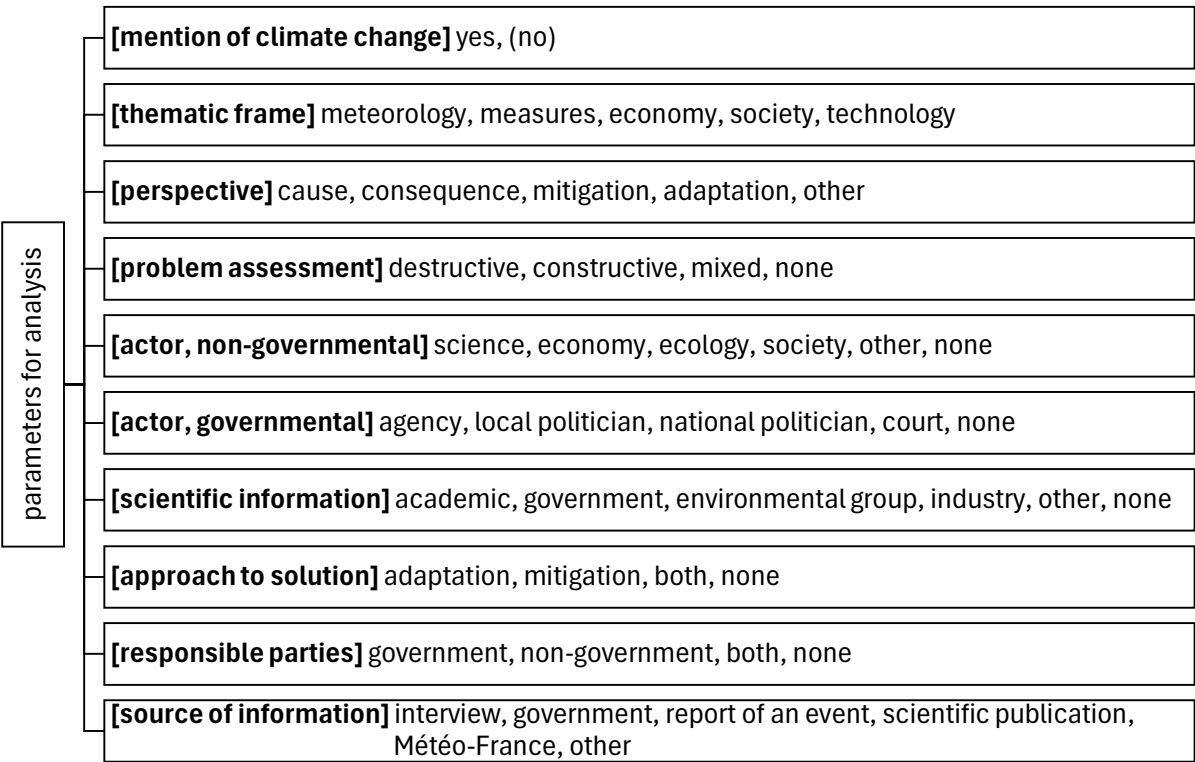 parameters for analysis
[mention of climate change] yes, (no)
[thematic frame] meteorology, measures, economy, society, technology
[perspective] cause, consequence, mitigation, adaptation, other
[problem assessment] destructive, constructive, mixed, none
[actor, non-governmental] science, economy, ecology, society, other, none
[actor, governmental] agency, local politician, national politician, court, none
[scientific information] academic, government, environmental group, industry, other, none
[approach to solution] adaptation, mitigation, both, none
[responsible parties] government, non-government, both, none
[source of information] interview, government, report of an event, scientific publication,
Météo-France, other